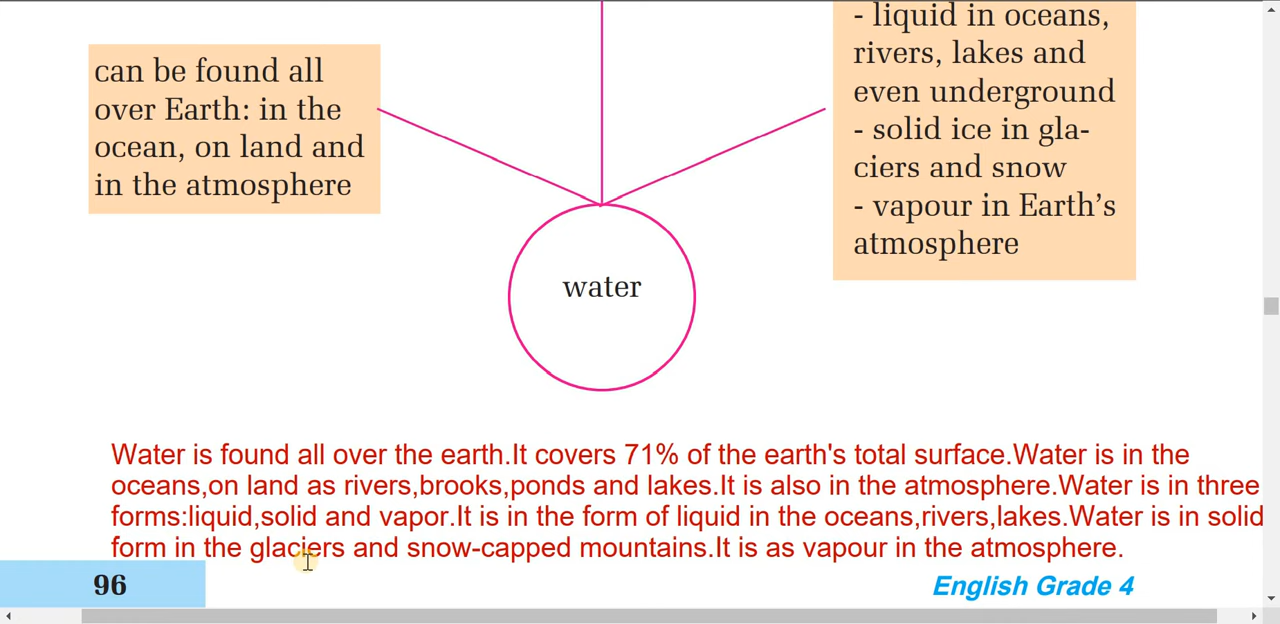 can be found all
over Earth: in the
ocean, on land and
in the atmosphere
- liquid in oceans,
rivers, lakes and
even underground
- solid ice in gla-
ciers and snow
- vapour in Earth’s
atmosphere
water
Water is found all over the earth.It covers 71% of the earth's total surface.Water is in the
oceans,on land as rivers,brooks,ponds and lakes.It is also in the atmosphere.Water is in three
forms:liquid,solid and vapor.It is in the form of liquid in the oceans,rivers,lakes.Water is in solid
form in the glaciers and snow-capped mountains.It is as vapour in the atmosphere.
96
English Grade 4